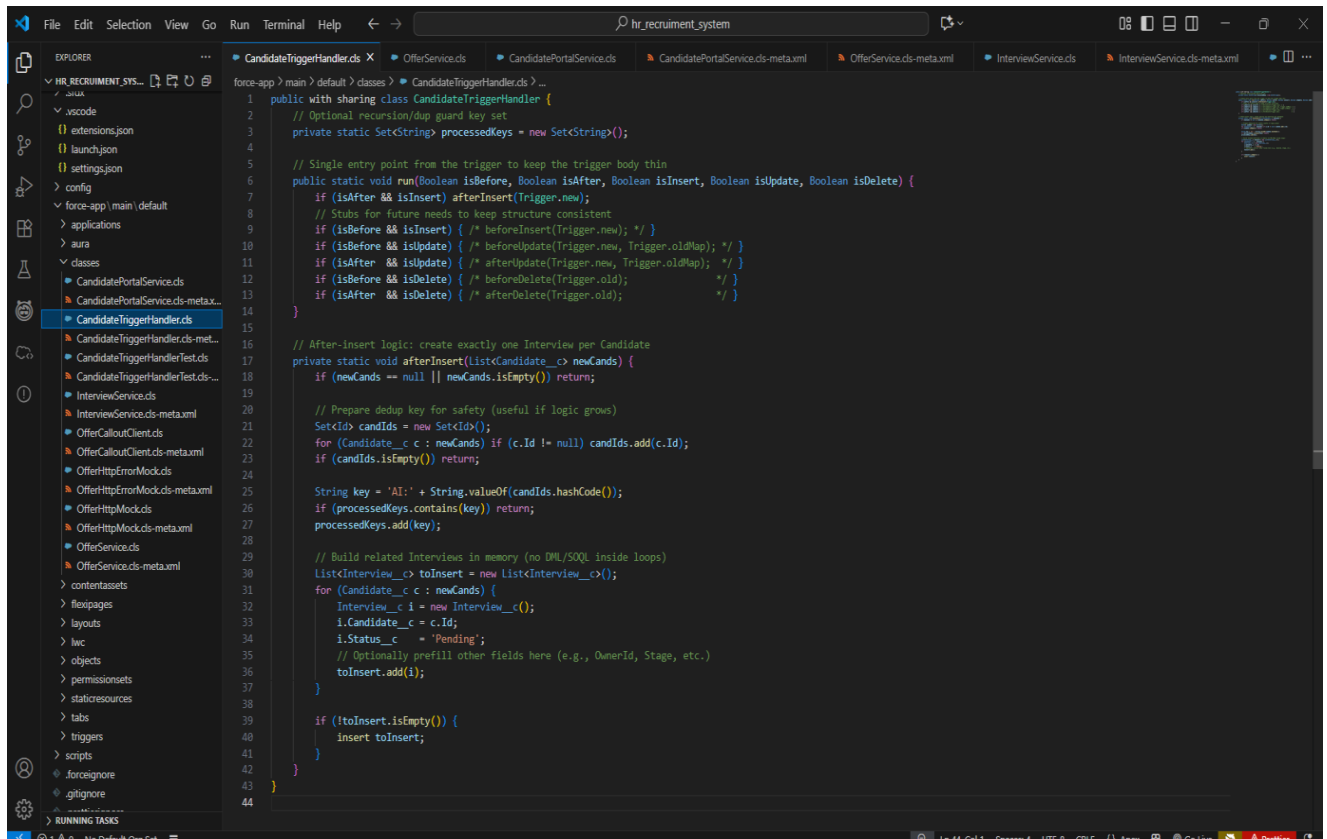 File Edit Selection View Go Run Terminal Help
hr_recruiment_system
EXPLORER
HR_RECRUIMENT_SYS...
.vscode
extensions.json
launch.json
settings.json
config
force-app\main\default
applications
aura
classes
CandidatePortalService.cls
CandidatePortalService.cls-meta.x...
CandidateTriggerHandler.cls
CandidateTriggerHandler.cls-met...
CandidateTriggerHandlerTest.cls
CandidateTriggerHandlerTest.cls-...
InterviewService.cls
InterviewService.cls-meta.xml
OfferCalloutClient.cls
OfferCalloutClient.cls-meta.xml
OfferHttpErrorMock.cls
OfferHttpErrorMock.cls-meta.xml
OfferHttpMock.cls
OfferHttpMock.cls-meta.xml
OfferService.cls
OfferService.cls-meta.xml
contentassets
flexipages
layouts
lwc
objects
permissionsets
staticresources
tabs
triggers
scripts
.forceignore
.gitignore
RUNNING TASKS
CandidateTriggerHandler.cls OfferService.cls CandidatePortalService.cls CandidatePortalService.cls-meta.xml OfferService.cls-meta.xml InterviewService.cls InterviewService.cls-meta.xml
force-app > main > default > classes > CandidateTriggerHandler.cls > ...
1 public with sharing class CandidateTriggerHandler {
2 // Optional recursion/dup guard key set
3 private static Set<String> processedKeys = new Set<String>();
4
5 // Single entry point from the trigger to keep the trigger body thin
6 public static void run(Boolean isBefore, Boolean isAfter, Boolean isInsert, Boolean isUpdate, Boolean isDelete) {
7 if (isAfter && isInsert) afterInsert(Trigger.new);
8 // Stubs for future needs to keep structure consistent
9 if (isBefore && isInsert) { /* beforeInsert(Trigger.new); */ }
10 if (isBefore && isUpdate) { /* beforeUpdate(Trigger.new, Trigger.oldMap); */ }
11 if (isAfter && isUpdate) { /* afterUpdate(Trigger.new, Trigger.oldMap); */ }
12 if (isBefore && isDelete) { /* beforeDelete(Trigger.old); */ }
13 if (isAfter && isDelete) { /* afterDelete(Trigger.old); */ }
14 }
15
16 // After-insert logic: create exactly one Interview per Candidate
17 private static void afterInsert(List<Candidate__c> newCands) {
18 if (newCands == null || newCands.isEmpty()) return;
19
20 // Prepare dedup key for safety (useful if logic grows)
21 Set<Id> candIds = new Set<Id>();
22 for (Candidate__c c : newCands) if (c.Id != null) candIds.add(c.Id);
23 if (candIds.isEmpty()) return;
24
25 String key = 'AI:' + String.valueOf(candIds.hashCode());
26 if (processedKeys.contains(key)) return;
27 processedKeys.add(key);
28
29 // Build related Interviews in memory (no DML/SOQL inside loops)
30 List<Interview__c> toInsert = new List<Interview__c>();
31 for (Candidate__c c : newCands) {
32 Interview__c i = new Interview__c();
33 i.Candidate__c = c.Id;
34 i.Status__c = 'Pending';
35 // Optionally prefill other fields here (e.g., OwnerId, Stage, etc.)
36 toInsert.add(i);
37 }
38
39 if (!toInsert.isEmpty()) {
40 insert toInsert;
41 }
42 }
43 }
44